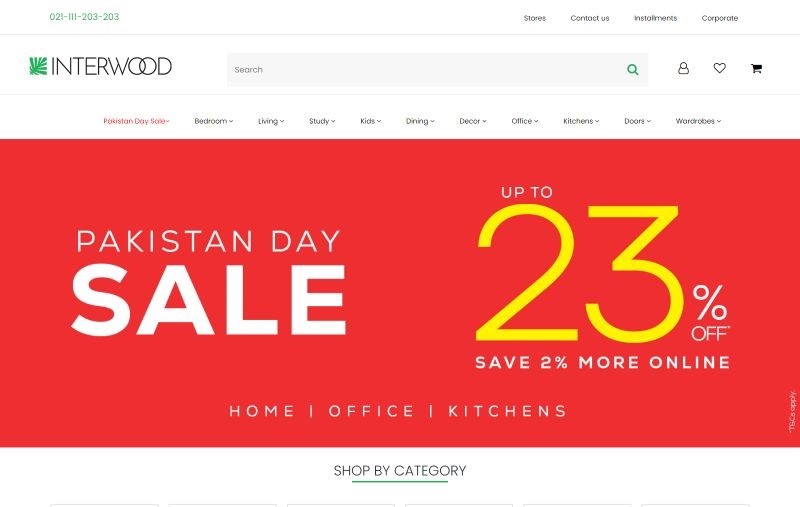 021-111-203-203
Stores Contact us Installments Corporate
INTERWOOD
Search
Pakistan Day Sale Bedroom Living Study Kids Dining Decor Office Kitchens Doors Wardrobes
PAKISTAN DAY
SALE
UP TO
23%
OFF*
SAVE 2% MORE ONLINE
HOME | OFFICE | KITCHENS
*T&Cs apply.
SHOP BY CATEGORY